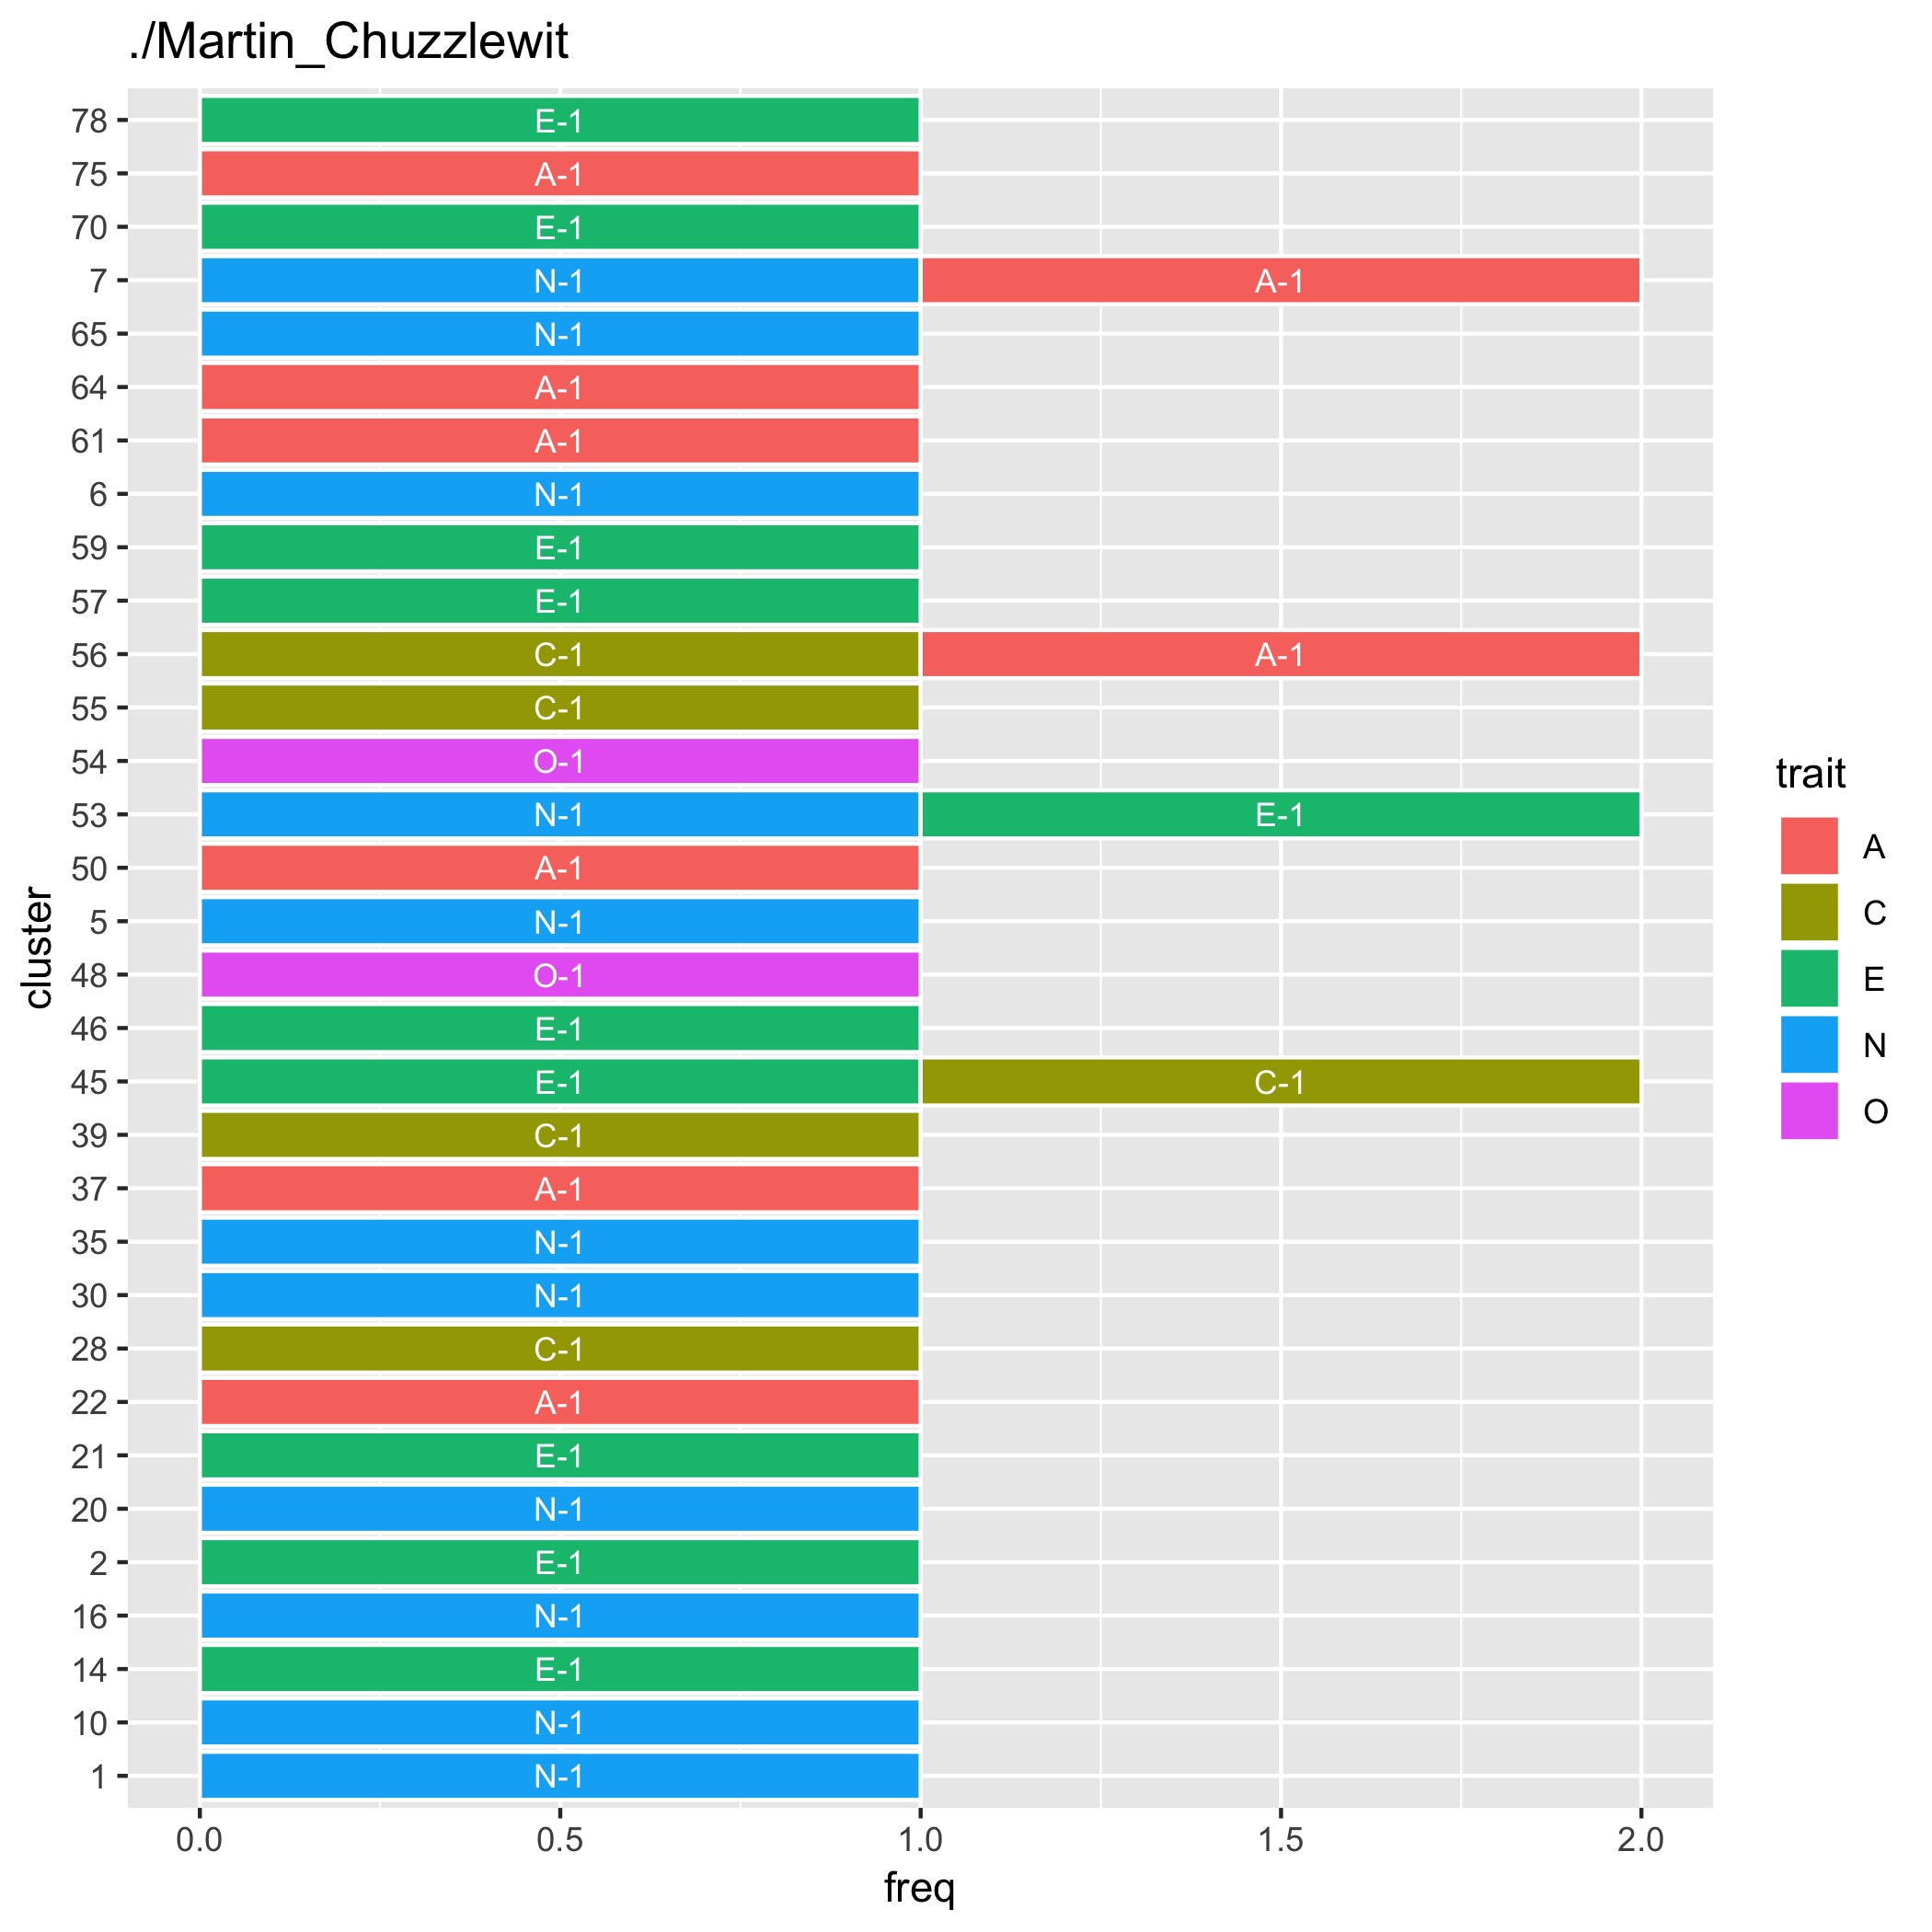 ./Martin_Chuzzlewit
78 E-1
75 A-1
70 E-1
7 N-1 A-1
65 N-1
64 A-1
61 A-1
6 N-1
59 E-1
57 E-1
56 C-1 A-1
55 C-1
54 O-1
53 N-1 E-1
50 A-1
5 N-1
48 O-1
46 E-1
45 E-1 C-1
39 C-1
37 A-1
35 N-1
30 N-1
28 C-1
22 A-1
21 E-1
20 N-1
2 E-1
16 N-1
14 E-1
10 N-1
1 N-1
0.0 0.5 1.0 1.5 2.0
freq
cluster
trait
A
C
E
N
O